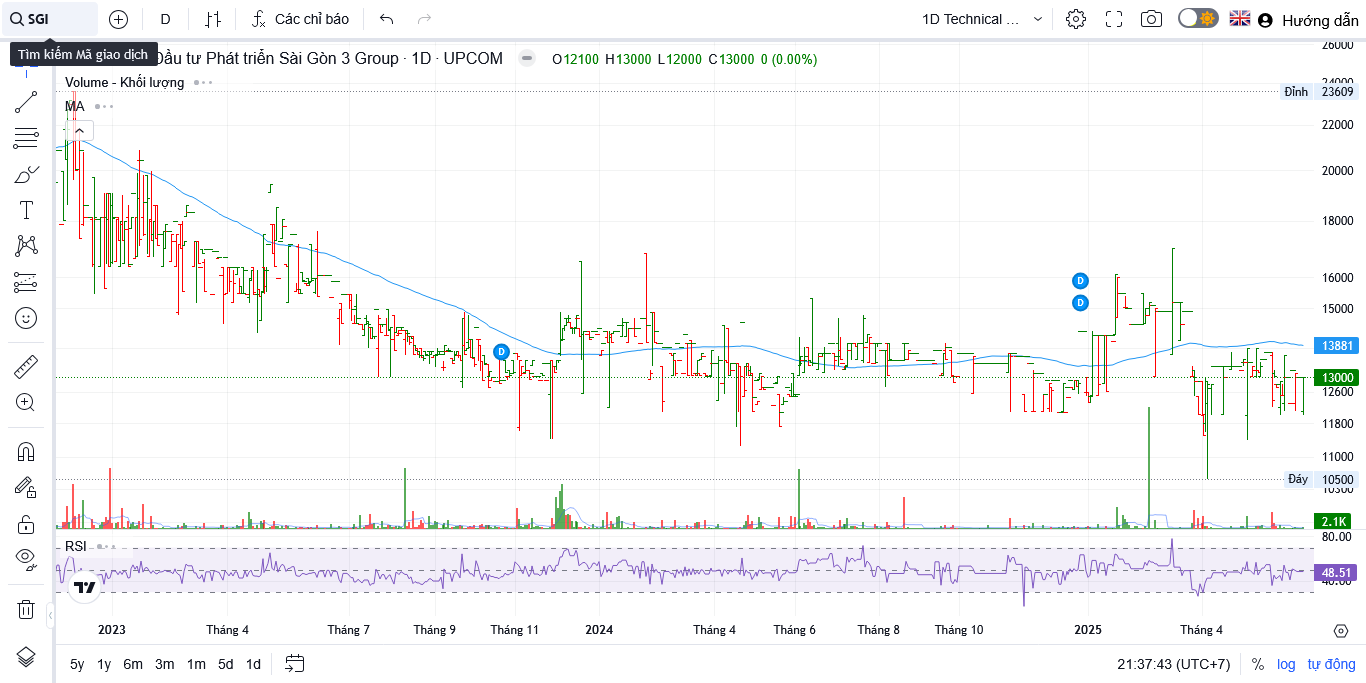 SGI D Các chỉ báo 1D Technical ... Hướng dẫn
Tìm kiếm Mã giao dịch
Đầu tư Phát triển Sài Gòn 3 Group · 1D · UPCOM O12100 H13000 L12000 C13000 0 (0.00%)
Volume - Khối lượng
MA
26000
24000
Đỉnh 23609
22000
20000
18000
16000
15000
13881
13000
12600
11800
11000
Đáy 10500
10300
2.1K
D
D
D
RSI
80.00
48.51
40.00
2023 Tháng 4 Tháng 7 Tháng 9 Tháng 11 2024 Tháng 4 Tháng 6 Tháng 8 Tháng 10 2025 Tháng 4
5y 1y 6m 3m 1m 5d 1d 21:37:43 (UTC+7) % log tự động